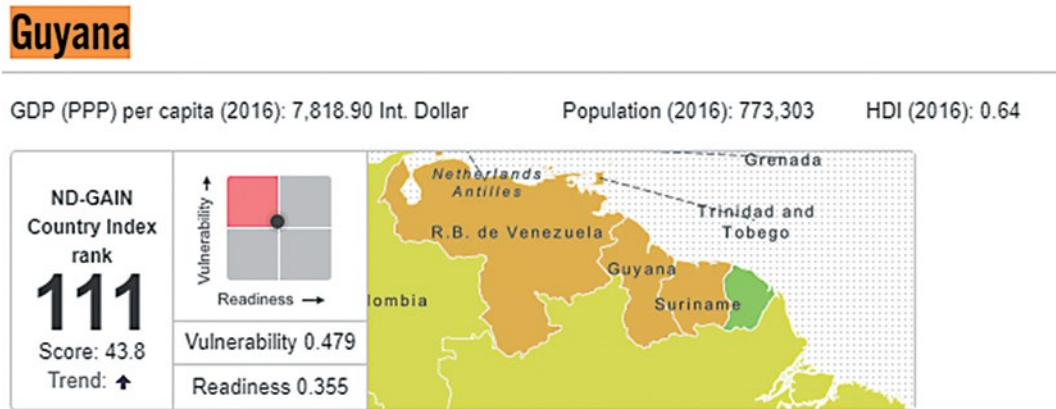 Guyana
GDP (PPP) per capita (2016): 7,818.90 Int. Dollar Population (2016): 773,303 HDI (2016): 0.64
ND-GAIN
Country Index
rank
111
Score: 43.8
Trend:
Vulnerability
Readiness
Vulnerability 0.479
Readiness 0.355
Grenada
Netherlands
Antilles
Trinidad and
Tobego
R.B. de Venezuela
Guyana
Suriname
lombia